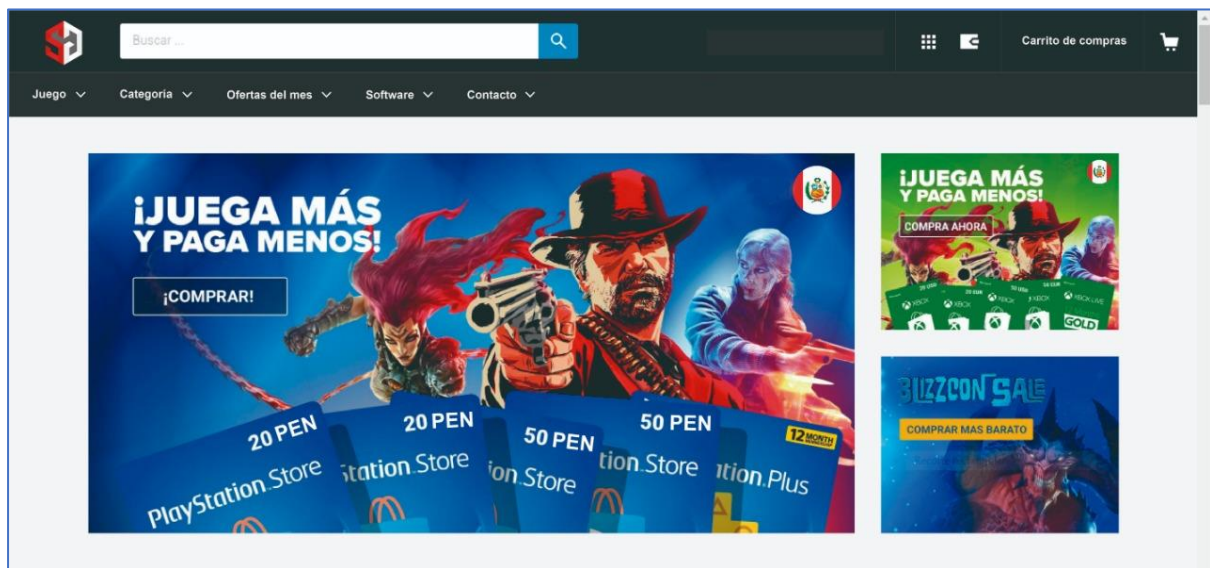 Buscar ...
Carrito de compras
Juego
Categoria
Ofertas del mes
Software
Contacto
¡JUEGA MÁS
Y PAGA MENOS!
¡COMPRAR!
20 PEN
PlayStation.Store
20 PEN
Station.Store
50 PEN
ion.Store
50 PEN
tion.Store
12 MONTH
tion.Plus
¡JUEGA MÁS
Y PAGA MENOS!
COMPRA AHORA
XBOX
XBOX
XBOX
XBOX
XBOX LIVE
GOLD
BLIZZCON SALE
COMPRAR MAS BARATO